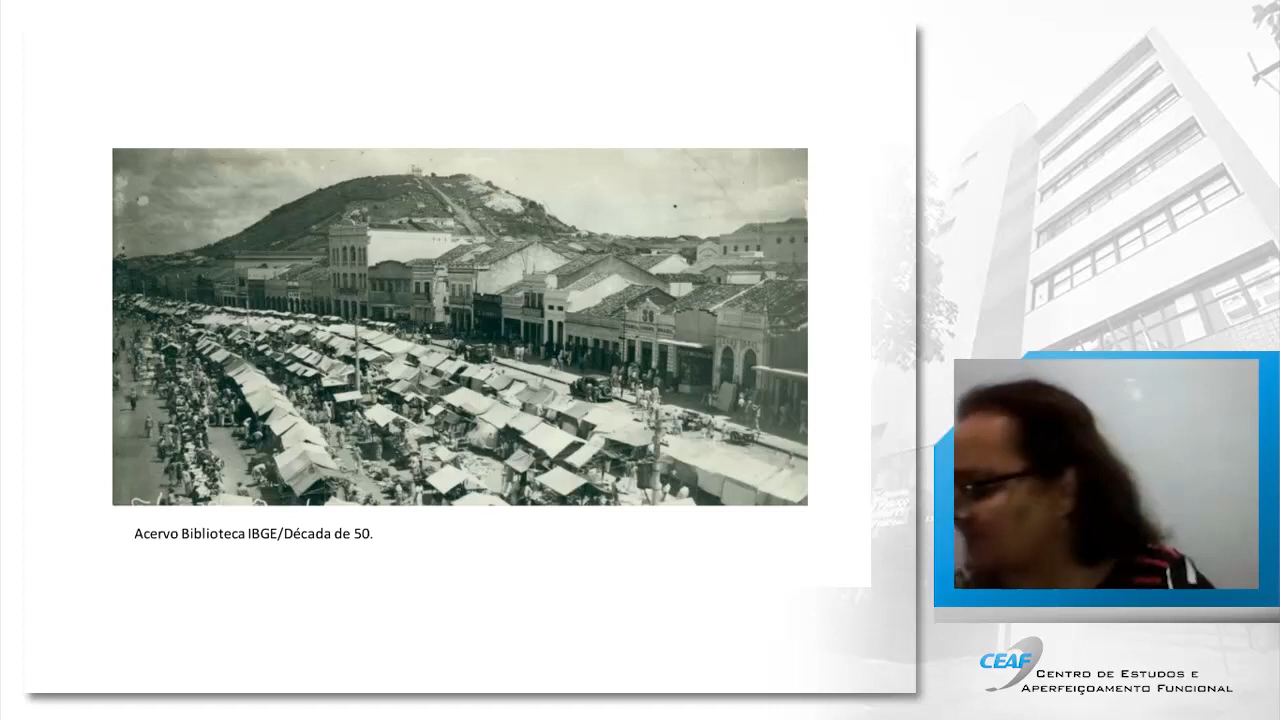 Acervo Biblioteca IBGE/Década de 50.
CEAF
Centro de Estudos e
Aperfeiçoamento Funcional